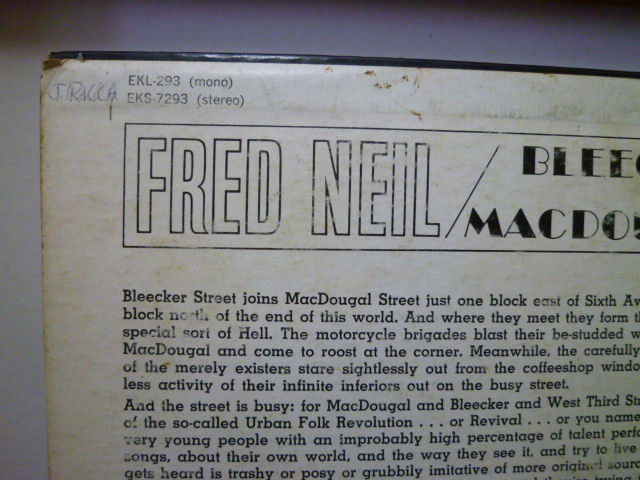 EKL-293 (mono)
EKS-7293 (stereo)
FRED NEIL/
BLEEC
MACDOU
Bleecker Street joins MacDougal Street just one block east of Sixth Av
block north of the end of this world. And where they meet they form th
special sort of Hell. The motorcycle brigades blast their be-studded w
MacDougal and come to roost at the corner. Meanwhile, the carefully
of the merely existers stare sightlessly out from the coffeeshop window
less activity of their infinite inferiors out on the busy street.
And the street is busy: for MacDougal and Bleecker and West Third Str
of the so-called Urban Folk Revolution . . . or Revival . . . or you name
very young people with an improbably high percentage of talent perfo
songs, about their own world, and the way they see it, and try to live
gets heard is trashy or posy or grubbily imitative of more original sourc